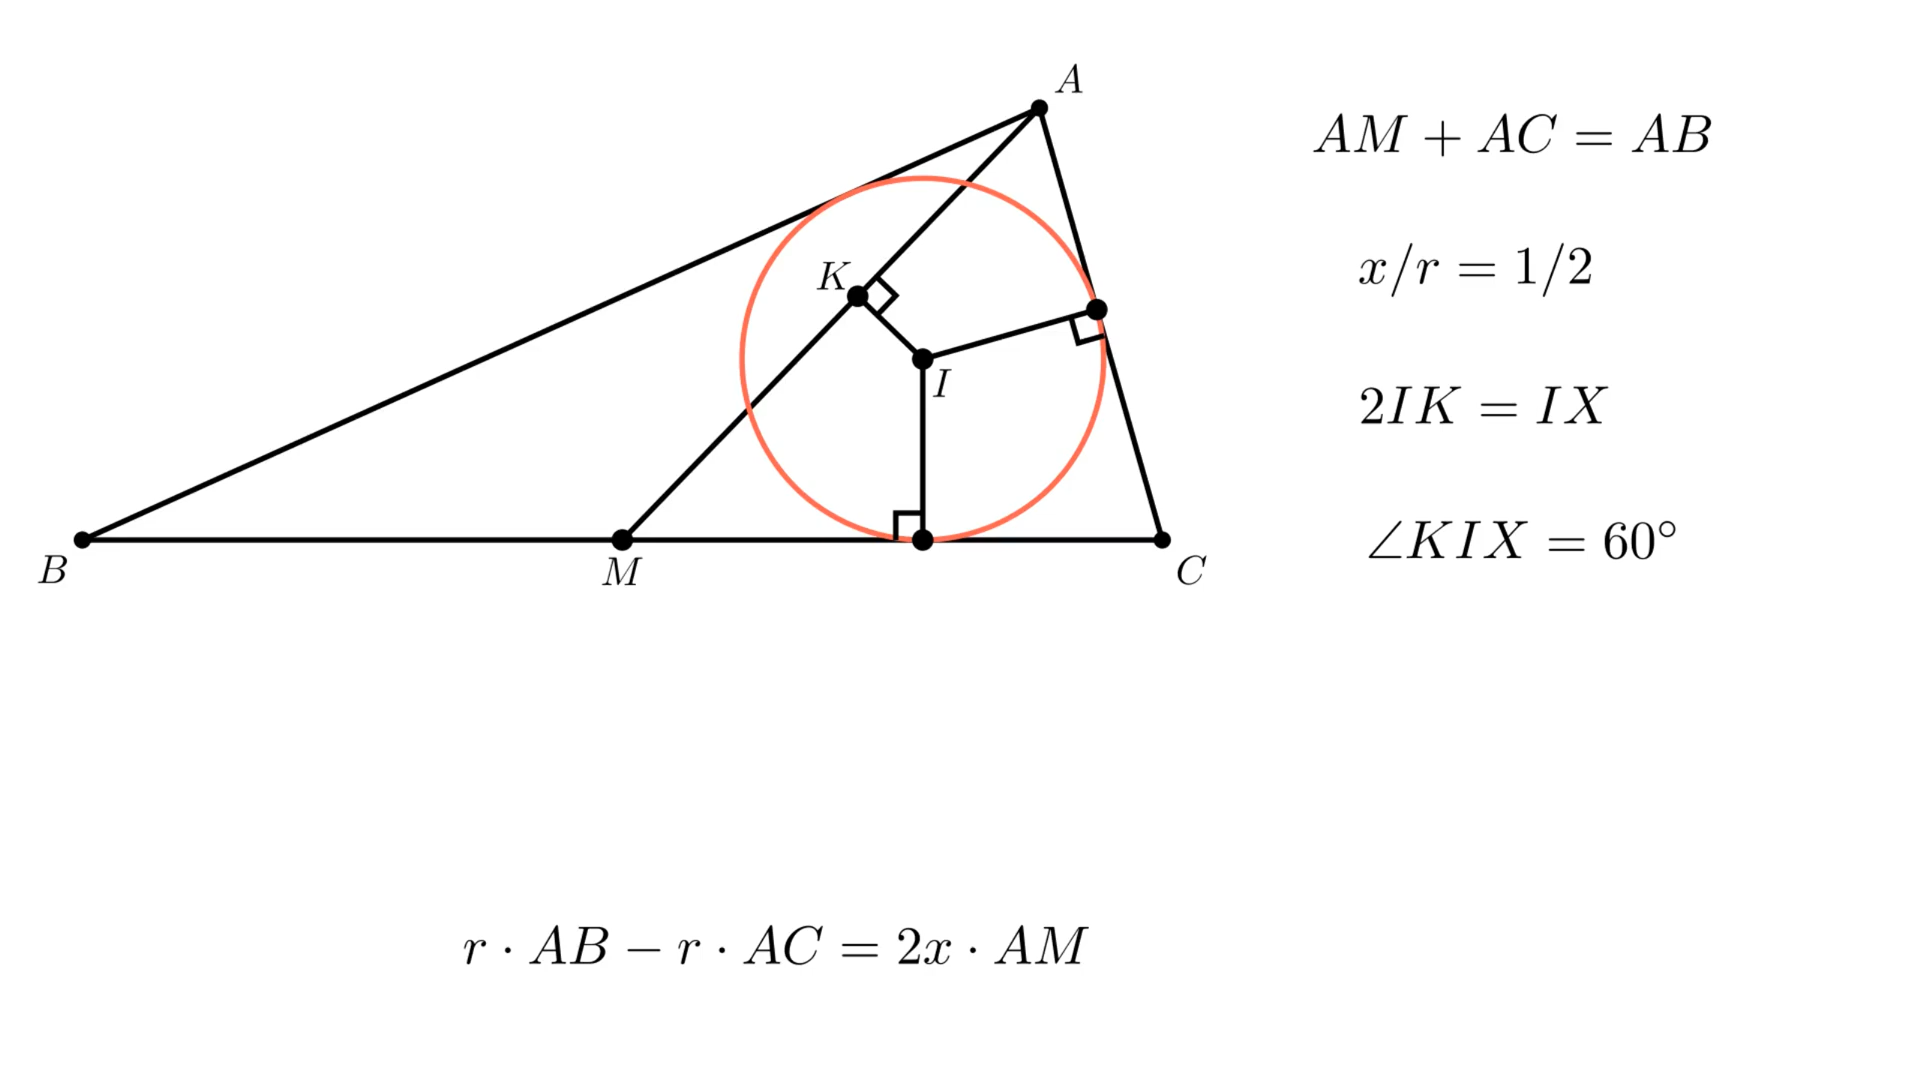 A
AM + AC = AB
K
x/r = 1/2
I
2IK = IX
B
M
C
∠KIX = 60°
r · AB − r · AC = 2x · AM